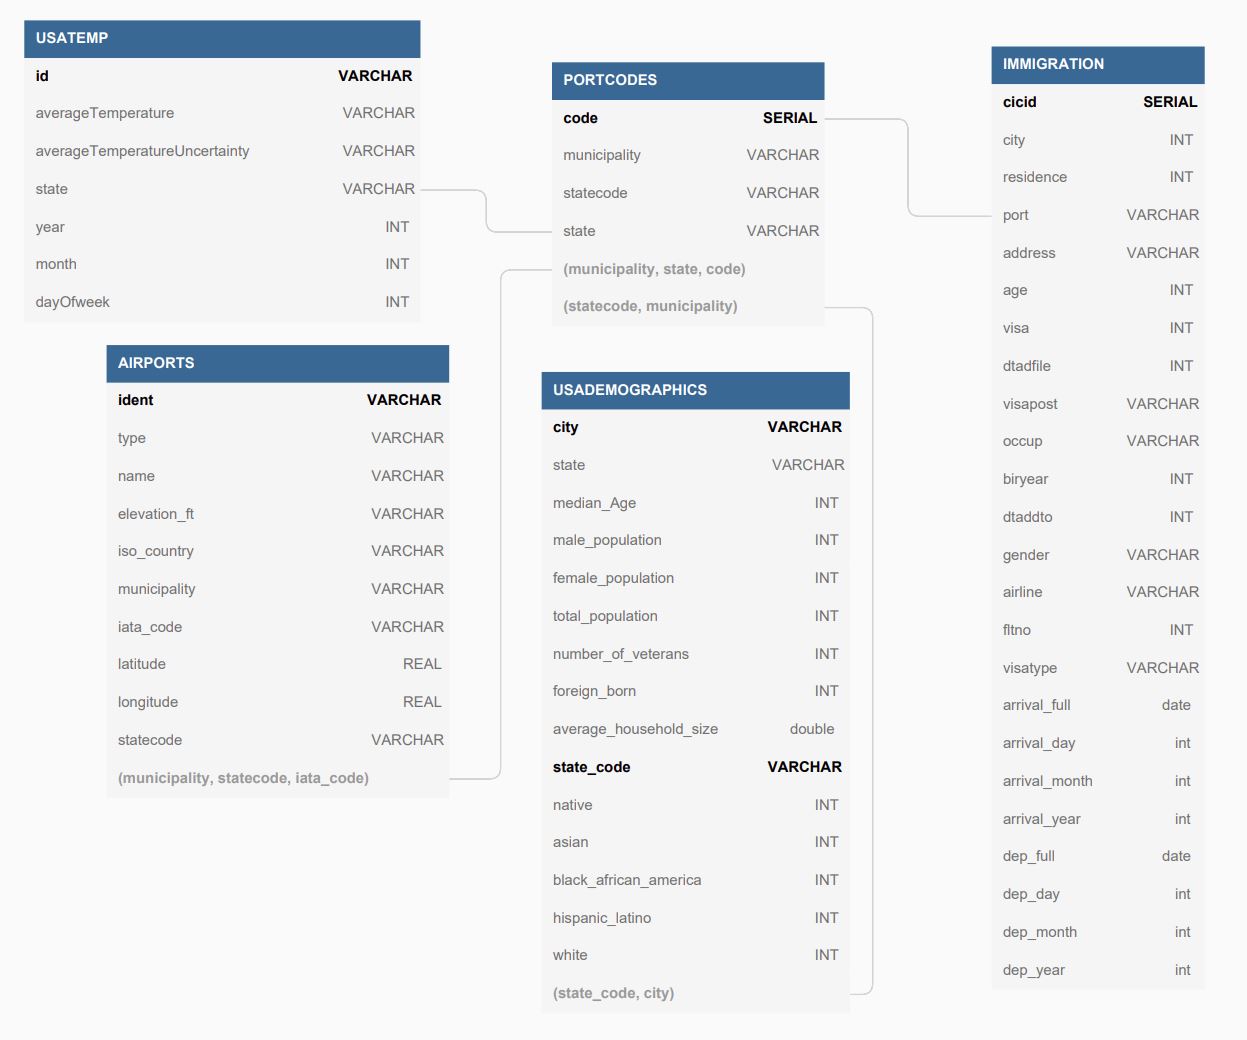 USATEMP
id VARCHAR
averageTemperature VARCHAR
averageTemperatureUncertainty VARCHAR
state VARCHAR
year INT
month INT
dayOfweek INT
AIRPORTS
ident VARCHAR
type VARCHAR
name VARCHAR
elevation_ft VARCHAR
iso_country VARCHAR
municipality VARCHAR
iata_code VARCHAR
latitude REAL
longitude REAL
statecode VARCHAR
(municipality, statecode, iata_code)
PORTCODES
code SERIAL
municipality VARCHAR
statecode VARCHAR
state VARCHAR
(municipality, state, code)
(statecode, municipality)
USADEMOGRAPHICS
city VARCHAR
state VARCHAR
median_Age INT
male_population INT
female_population INT
total_population INT
number_of_veterans INT
foreign_born INT
average_household_size double
state_code VARCHAR
native INT
asian INT
black_african_america INT
hispanic_latino INT
white INT
(state_code, city)
IMMIGRATION
cicid SERIAL
city INT
residence INT
port VARCHAR
address VARCHAR
age INT
visa INT
dtadfile INT
visapost VARCHAR
occup VARCHAR
biryear INT
dtaddto INT
gender VARCHAR
airline VARCHAR
fltno INT
visatype VARCHAR
arrival_full date
arrival_day int
arrival_month int
arrival_year int
dep_full date
dep_day int
dep_month int
dep_year int